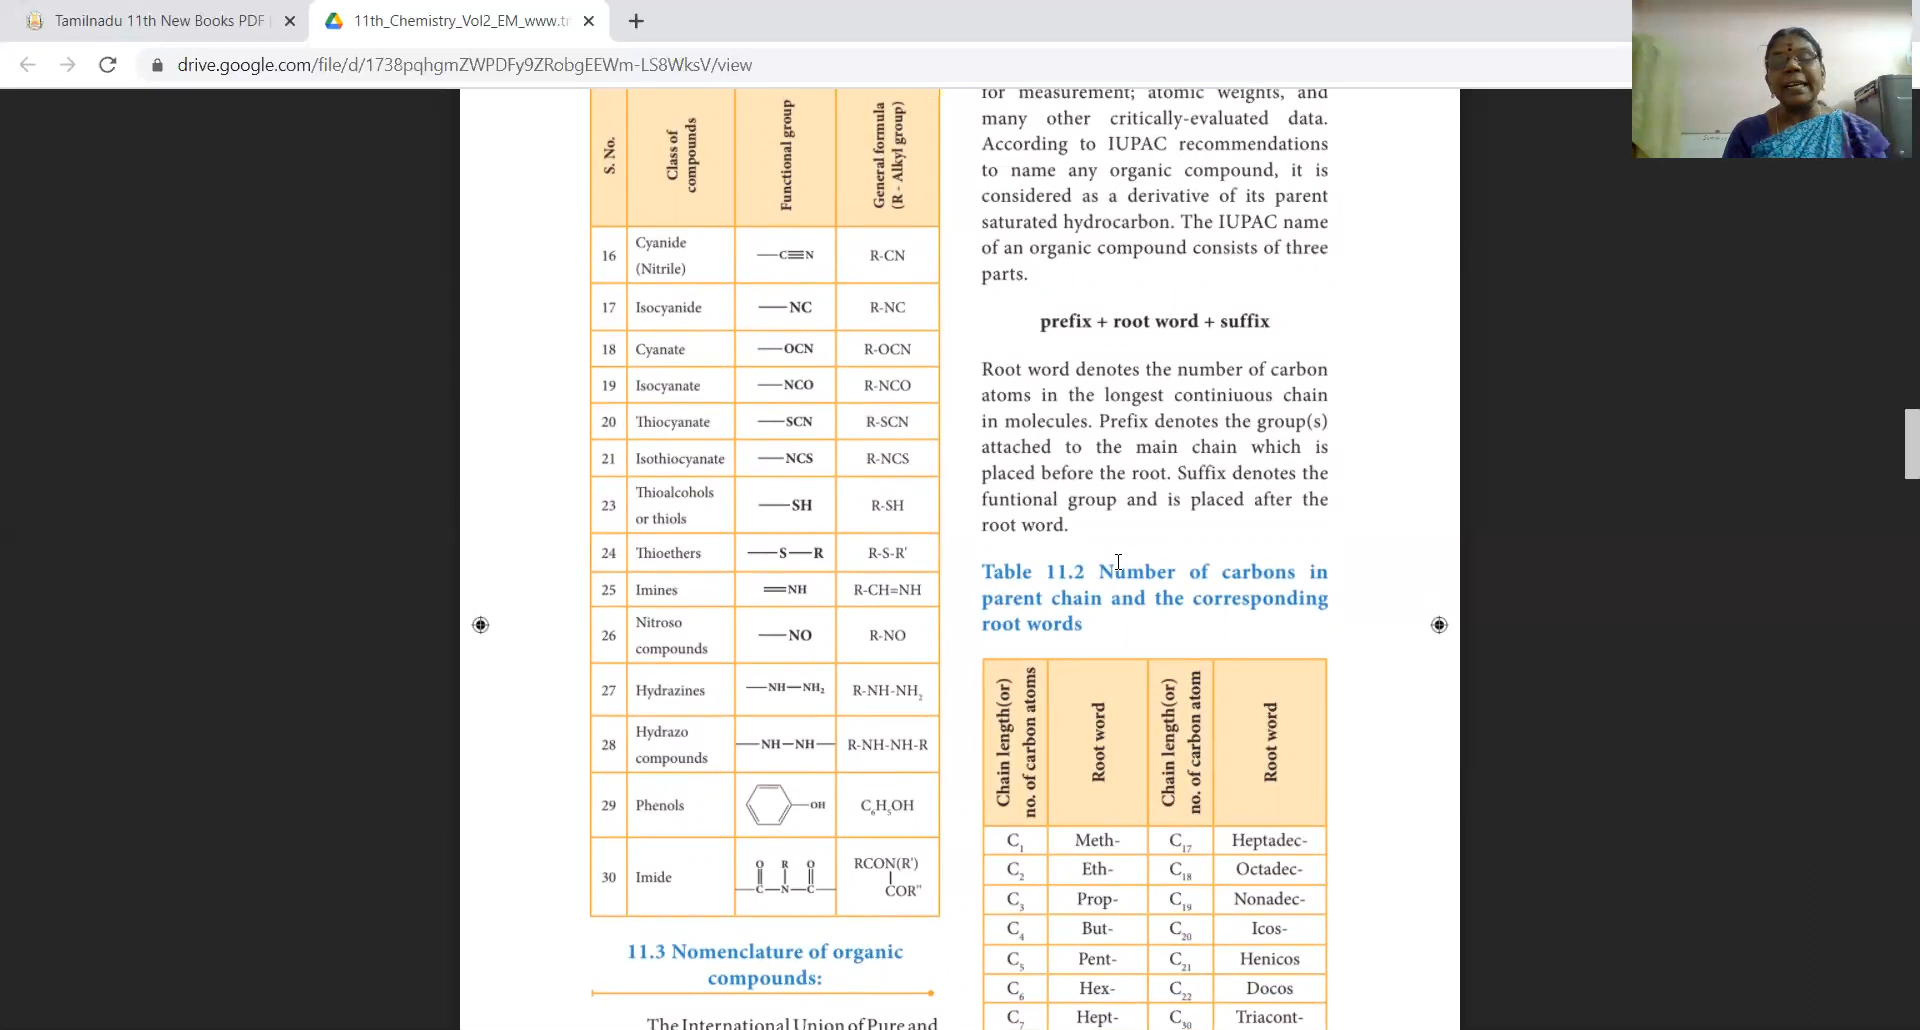 Tamilnadu 11th New Books PDF
11th_Chemistry_Vol2_EM_www.tr
drive.google.com/file/d/1738pqhgmZWPDFy9ZRobgEEWm-LS8WksV/view
S. No.
Class of
compounds
Functional group
General formula
(R - Alkyl group)
16 Cyanide
(Nitrile) —C≡N R-CN
17 Isocyanide —NC R-NC
18 Cyanate —OCN R-OCN
19 Isocyanate —NCO R-NCO
20 Thiocyanate —SCN R-SCN
21 Isothiocyanate —NCS R-NCS
23 Thioalcohols
or thiols —SH R-SH
24 Thioethers —S—R R-S-R'
25 Imines =NH R-CH=NH
26 Nitroso
compounds —NO R-NO
27 Hydrazines —NH—NH₂ R-NH-NH₂
28 Hydrazo
compounds —NH—NH— R-NH-NH-R
29 Phenols —OH C₆H₅OH
30 Imide
O R O
—C—N—C—
RCON(R')
COR"
11.3 Nomenclature of organic
compounds:
The International Union of Pure and
for measurement; atomic weights, and
many other critically-evaluated data.
According to IUPAC recommendations
to name any organic compound, it is
considered as a derivative of its parent
saturated hydrocarbon. The IUPAC name
of an organic compound consists of three
parts.
prefix + root word + suffix
Root word denotes the number of carbon
atoms in the longest continiuous chain
in molecules. Prefix denotes the group(s)
attached to the main chain which is
placed before the root. Suffix denotes the
funtional group and is placed after the
root word.
Table 11.2 Number of carbons in
parent chain and the corresponding
root words
Chain length(or)
no. of carbon atoms
Root word
Chain length(or)
no. of carbon atom
Root word
C₁ Meth- C₁₇ Heptadec-
C₂ Eth- C₁₈ Octadec-
C₃ Prop- C₁₉ Nonadec-
C₄ But- C₂₀ Icos-
C₅ Pent- C₂₁ Henicos
C₆ Hex- C₂₂ Docos
C₇ Hept- C₃₀ Triacont-